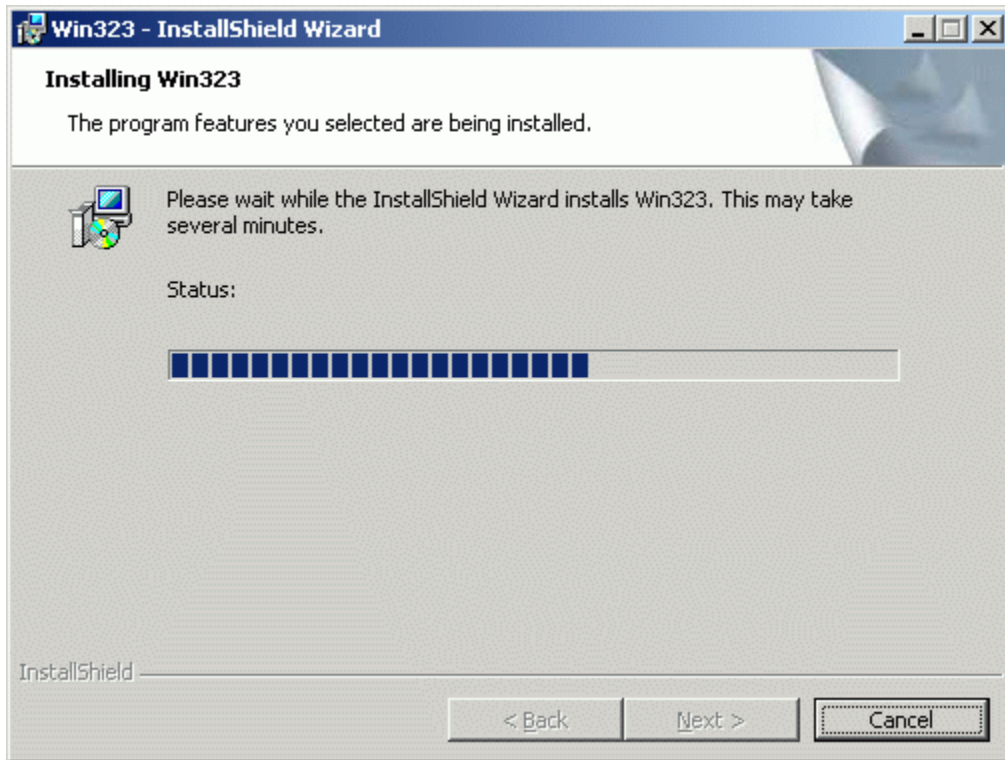 Win323 - InstallShield Wizard
Installing Win323
The program features you selected are being installed.
Please wait while the InstallShield Wizard installs Win323. This may take
several minutes.
Status:
InstallShield
< Back Next > Cancel